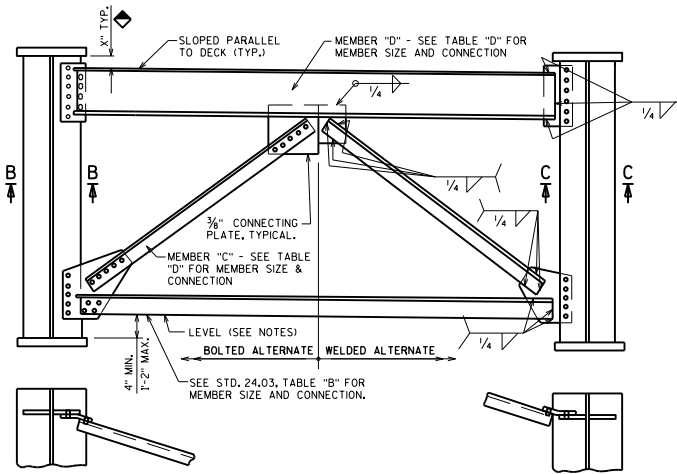 X" TYP.
SLOPED PARALLEL
TO DECK (TYP.)
MEMBER "D" - SEE TABLE "D" FOR
MEMBER SIZE AND CONNECTION
1/4
1/4
B
B
C
C
1/4
1/4
3/8" CONNECTING
PLATE, TYPICAL.
MEMBER "C" - SEE TABLE
"D" FOR MEMBER SIZE &
CONNECTION
LEVEL (SEE NOTES)
1/4
4" MIN.
1'-2" MAX.
BOLTED ALTERNATE
WELDED ALTERNATE
SEE STD. 24.03, TABLE "B" FOR
MEMBER SIZE AND CONNECTION.